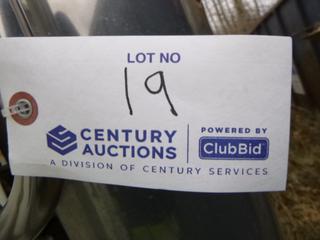 LOT NO
19
CENTURY AUCTIONS
POWERED BY
ClubBid
A DIVISION OF CENTURY SERVICES